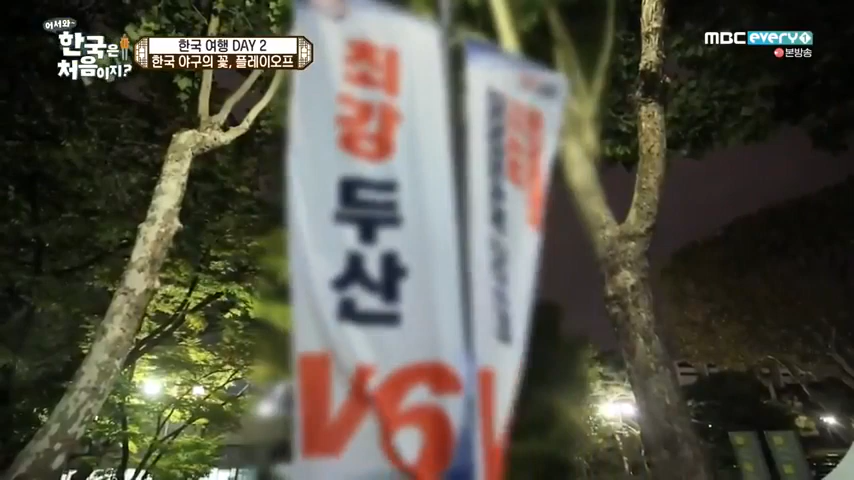 어서와~
한국은
처음이지?
한국 여행 DAY 2
한국 야구의 꽃, 플레이오프
MBC every1
본방송
최강
두산
V6